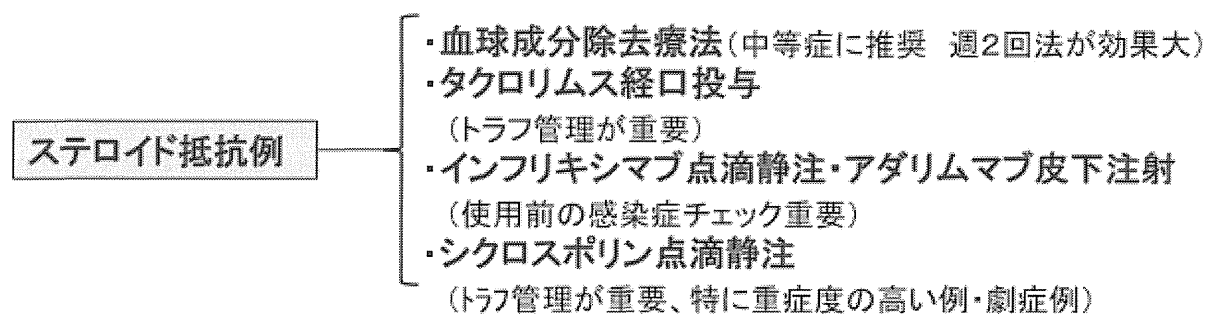 ステロイド抵抗例
・血球成分除去療法(中等症に推奨 週2回法が効果大)
・タクロリムス経口投与
(トラフ管理が重要)
・インフリキシマブ点滴静注・アダリムマブ皮下注射
(使用前の感染症チェック重要)
・シクロスポリン点滴静注
(トラフ管理が重要、特に重症度の高い例・劇症例)